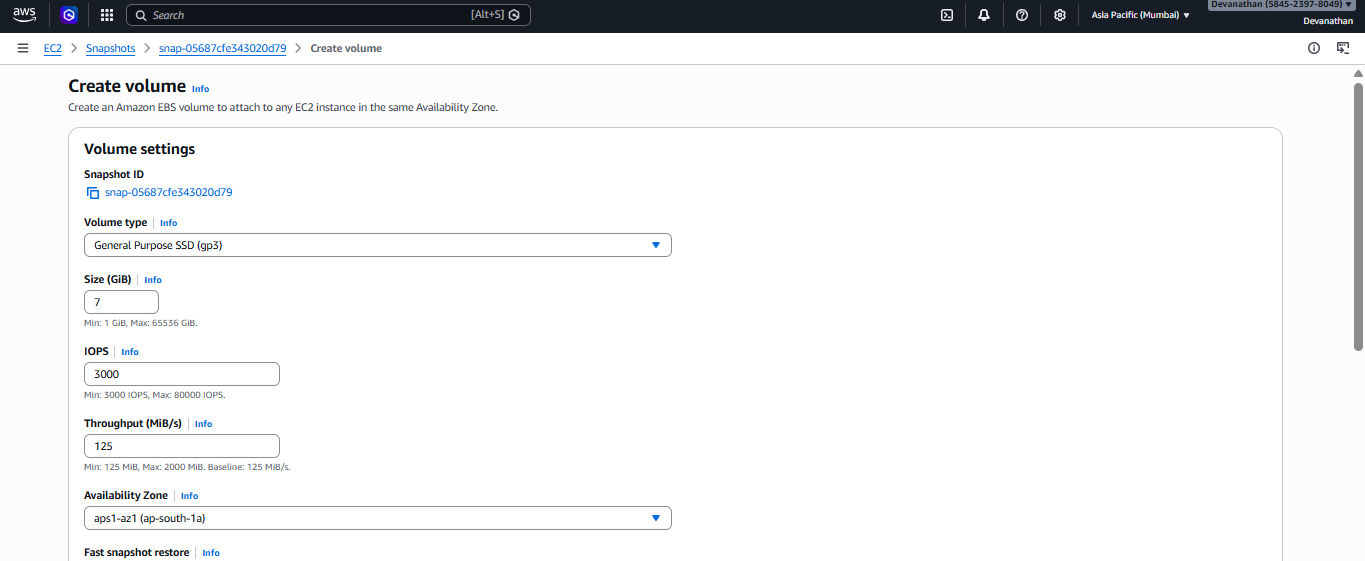 aws Search [Alt+S] Asia Pacific (Mumbai) ▼ Devanathan (5845-2397-8049) ▼
Devanathan
EC2 > Snapshots > snap-05687cfe343020d79 > Create volume
Create volume Info
Create an Amazon EBS volume to attach to any EC2 instance in the same Availability Zone.
Volume settings
Snapshot ID
snap-05687cfe343020d79
Volume type | Info
General Purpose SSD (gp3)
Size (GiB) | Info
7
Min: 1 GiB, Max: 65536 GiB.
IOPS | Info
3000
Min: 3000 IOPS, Max: 80000 IOPS.
Throughput (MiB/s) | Info
125
Min: 125 MiB, Max: 2000 MiB. Baseline: 125 MiB/s.
Availability Zone | Info
aps1-az1 (ap-south-1a)
Fast snapshot restore | Info